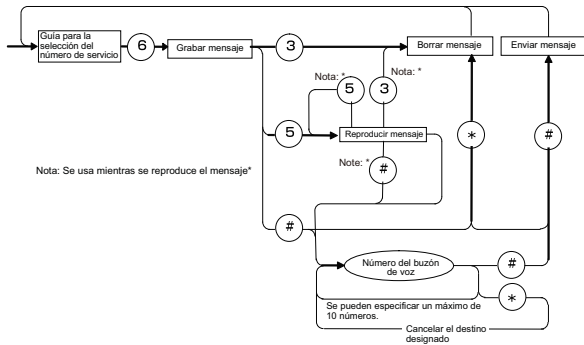 Guía para la
selección del
número de servicio
6
Grabar mensaje
3
Borrar mensaje
Enviar mensaje
Nota: *
5
Nota: *
3
5
Reproducir mensaje
*
#
Note: *
#
Nota: Se usa mientras se reproduce el mensaje*
#
Número del buzón
de voz
#
*
Se pueden especificar un máximo de
10 números.
Cancelar el destino
designado